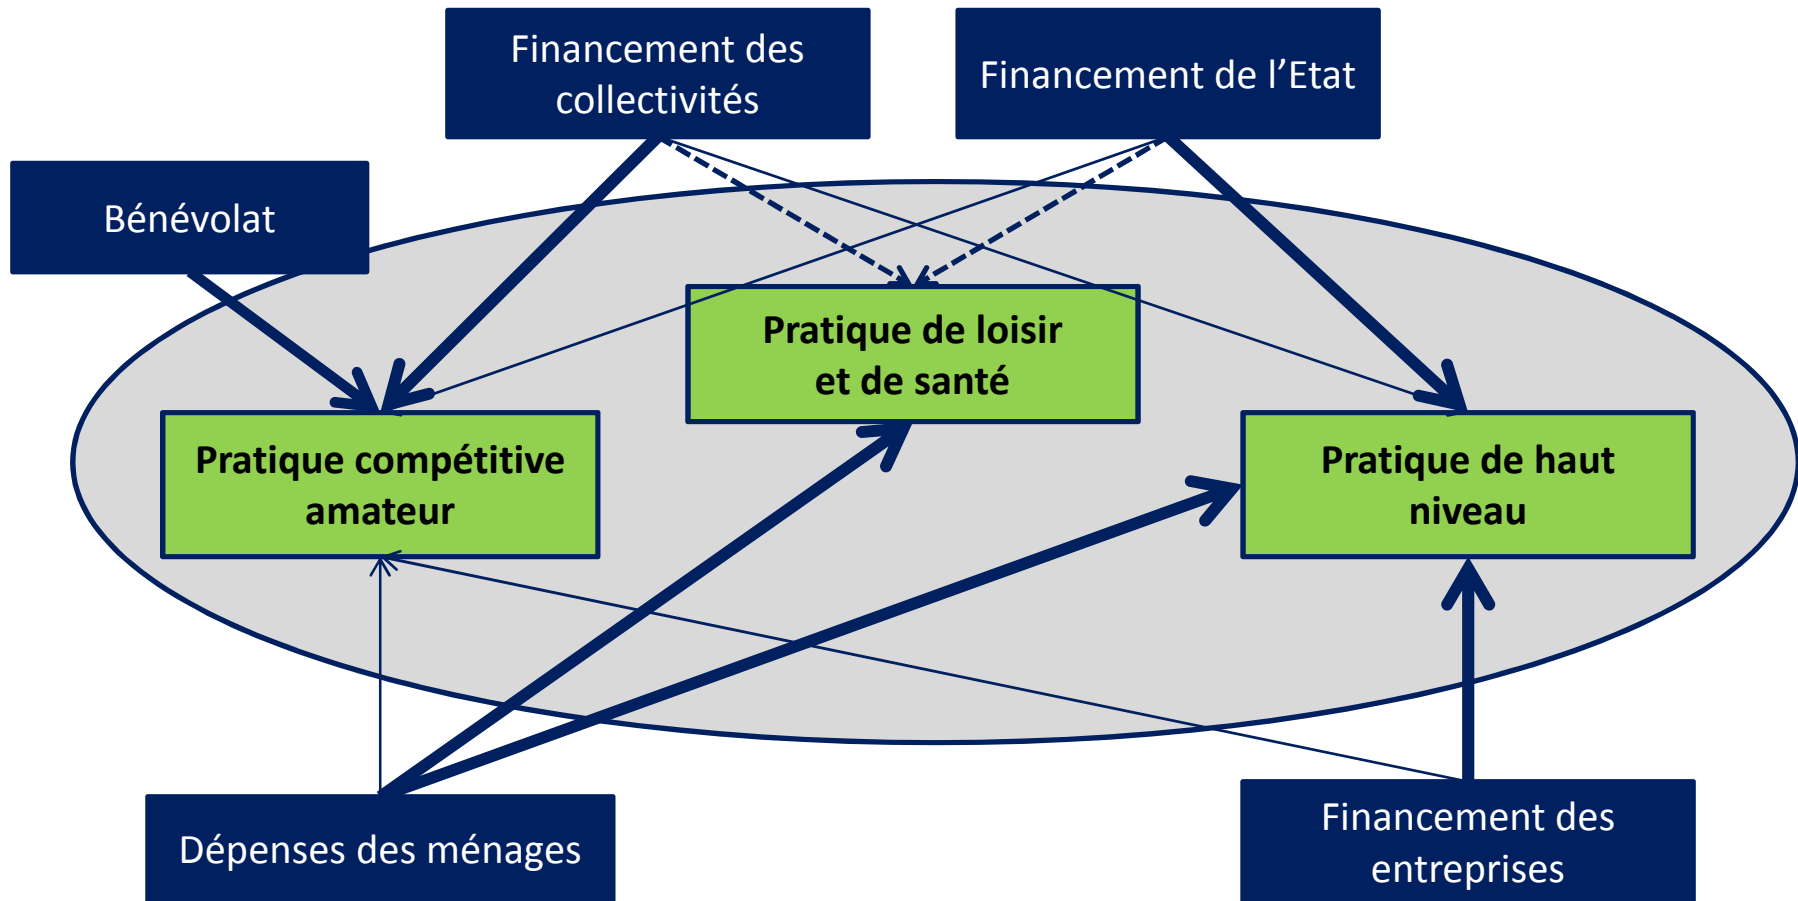 Financement des
collectivités
Financement de l’Etat
Bénévolat
Pratique de loisir
et de santé
Pratique compétitive
amateur
Pratique de haut
niveau
Dépenses des ménages
Financement des
entreprises